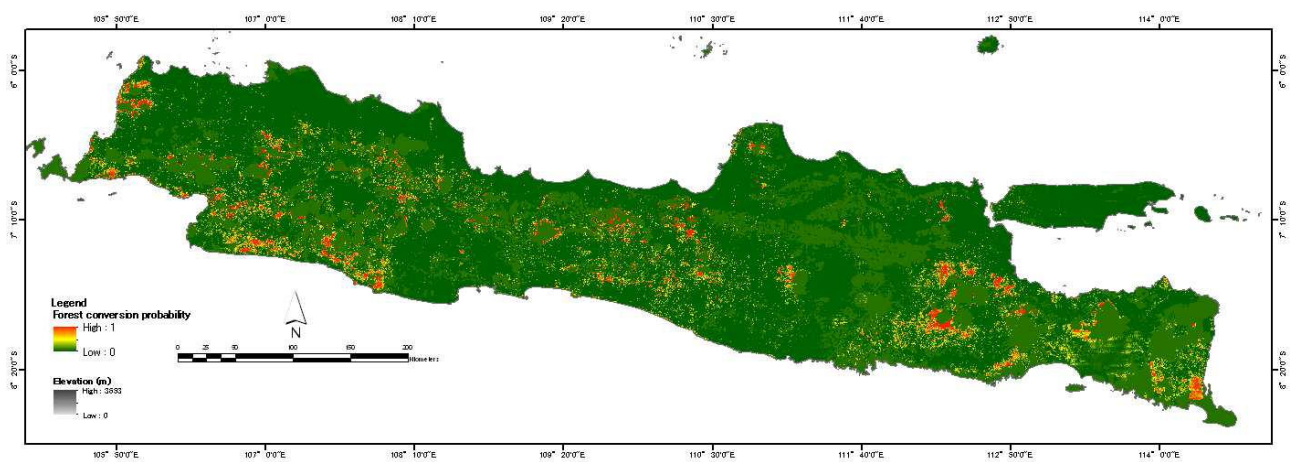 105°50'0"E 107°0'0"E 108°10'0"E 109°20'0"E 110°30'0"E 111°40'0"E 112°50'0"E 114°0'0"E
6°0'0"S
7°10'0"S
8°20'0"S
6°0'0"S
7°10'0"S
8°20'0"S
Legend
Forest conversion probability
High : 1
Low : 0
Elevation (m)
High :
Low : 0
N
0 25 50 100 150 200
Kilometers
105°50'0"E 107°0'0"E 108°10'0"E 109°20'0"E 110°30'0"E 111°40'0"E 112°50'0"E 114°0'0"E